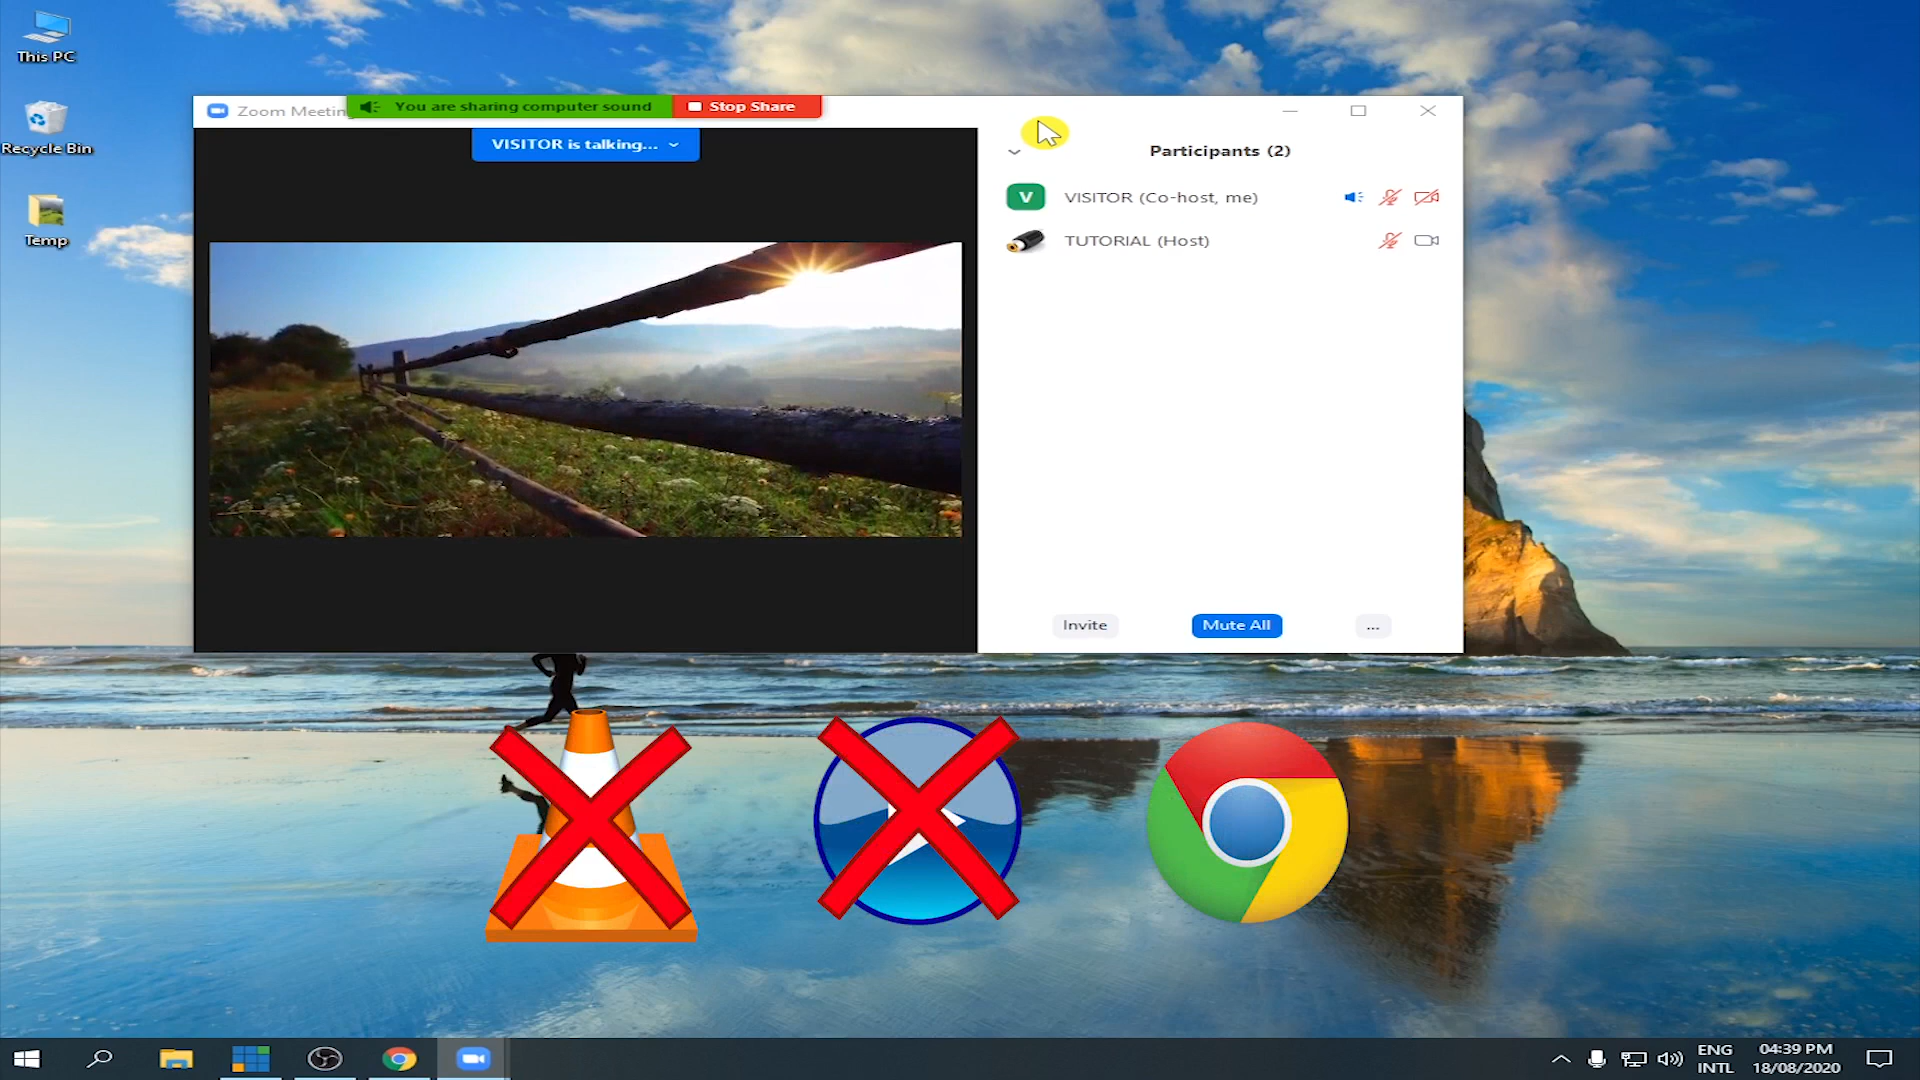 This PC
Recycle Bin
Temp
Zoom Meetin
You are sharing computer sound
Stop Share
VISITOR is talking...
Participants (2)
V
VISITOR (Co-host, me)
TUTORIAL (Host)
Invite
Mute All
...
ENG
INTL
04:39 PM
18/08/2020